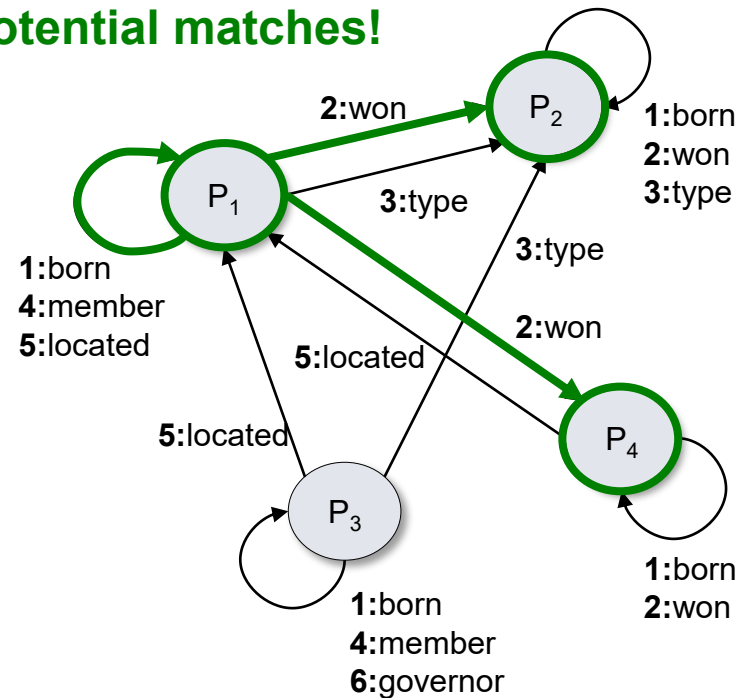 otential matches!
2:won
P2
1:born
2:won
3:type
P1
3:type
3:type
1:born
4:member
5:located
2:won
5:located
5:located
P4
P3
1:born
2:won
1:born
4:member
6:governor